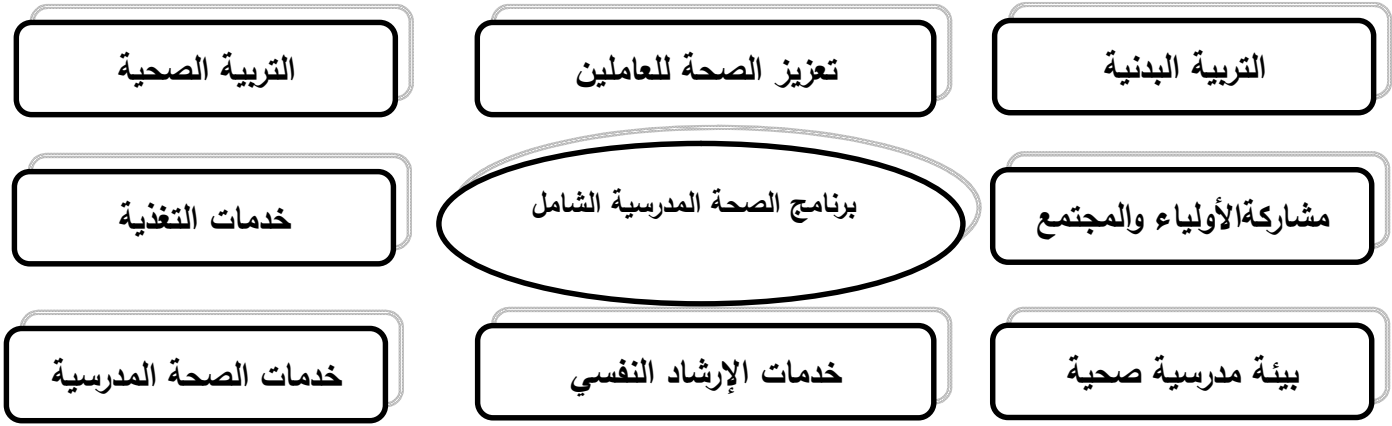 التربية البدنية
تعزيز الصحة للعاملين
التربية الصحية
مشاركةالأولياء والمجتمع
برنامج الصحة المدرسية الشامل
خدمات التغذية
بيئة مدرسية صحية
خدمات الإرشاد النفسي
خدمات الصحة المدرسية